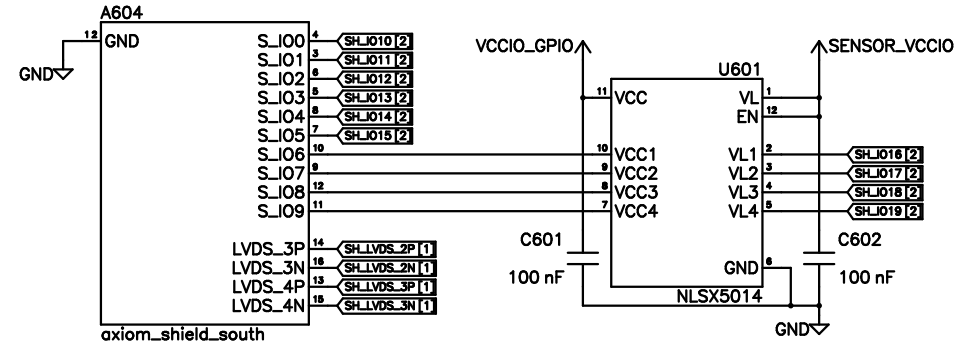 A604
12 GND
GND
S_IO0 4 SH_IO10 [2]
S_IO1 3 SH_IO11 [2]
S_IO2 6 SH_IO12 [2]
S_IO3 5 SH_IO13 [2]
S_IO4 8 SH_IO14 [2]
S_IO5 7 SH_IO15 [2]
S_IO6 10
S_IO7 9
S_IO8 12
S_IO9 11
LVDS_3P 14 SH_LVDS_2P [1]
LVDS_3N 16 SH_LVDS_2N [1]
LVDS_4P 13 SH_LVDS_3P [1]
LVDS_4N 15 SH_LVDS_3N [1]
axiom_shield_south
VCCIO_GPIO
SENSOR_VCCIO
U601
11 VCC
VL 1
EN 12
10 VCC1 VL1 2 SH_IO16 [2]
9 VCC2 VL2 3 SH_IO17 [2]
8 VCC3 VL3 4 SH_IO18 [2]
7 VCC4 VL4 5 SH_IO19 [2]
C601
100 nF
GND 6
NLSX5014
C602
100 nF
GND